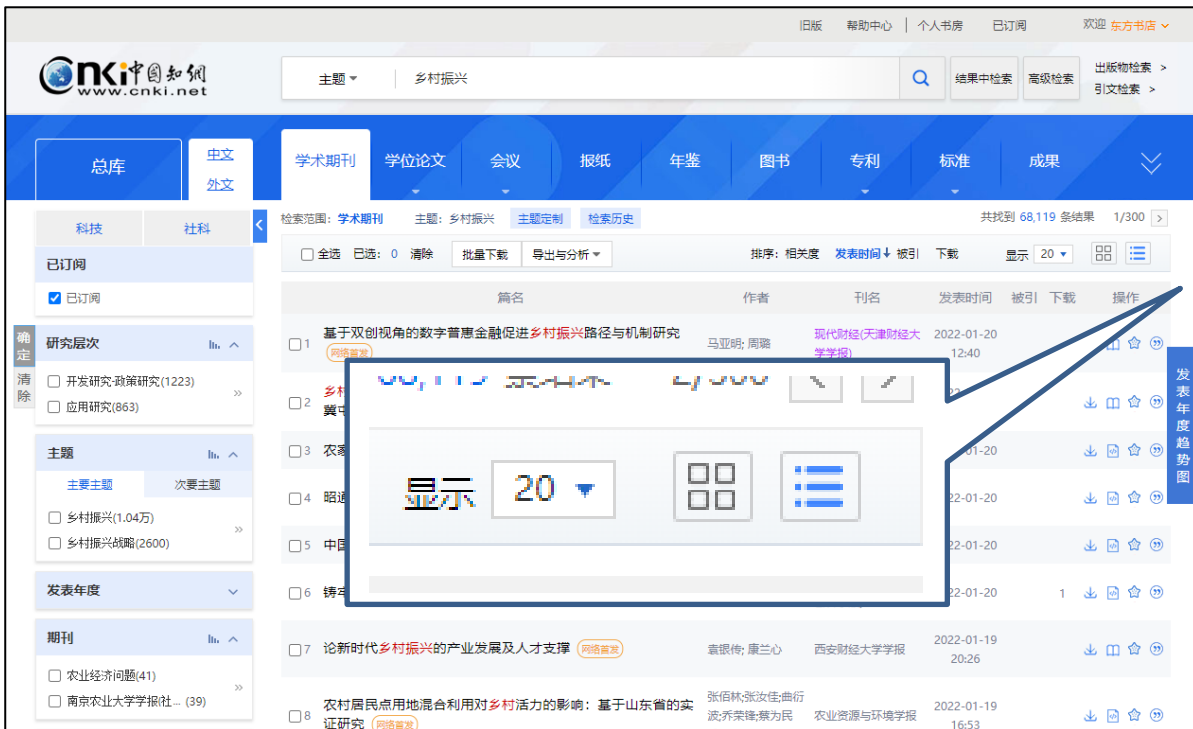 旧版 帮助中心 | 个人书房 已订阅 欢迎 东方书店
cnki中国知网
www.cnki.net
主题 乡村振兴
结果中检索 高级检索
出版物检索 >
引文检索 >
总库
中文
外文
学术期刊 学位论文 会议 报纸 年鉴 图书 专利 标准 成果
科技 社科
检索范围: 学术期刊 主题: 乡村振兴 主题定制 检索历史 共找到 68,119 条结果 1/300 >
全选 已选: 0 清除 批量下载 导出与分析 排序: 相关度 发表时间↓ 被引 下载 显示 20
篇名 作者 刊名 发表时间 被引 下载 操作
已订阅
已订阅
确定
清除
研究层次
开发研究-政策研究(1223)
应用研究(863)
主题
主要主题 次要主题
乡村振兴(1.04万)
乡村振兴战略(2600)
发表年度
期刊
农业经济问题(41)
南京农业大学学报(社... (39)
1 基于双创视角的数字普惠金融促进乡村振兴路径与机制研究
网络首发
马亚明; 周璐
现代财经(天津财经大学学报)
2022-01-20
12:40
2 乡村
冀
3 农家 01-20
4 昭通 22-01-20
5 中国 22-01-20
6 铸牢 22-01-20 1
显示 20
7 论新时代乡村振兴的产业发展及人才支撑 网络首发 袁银传; 康兰心 西安财经大学学报 2022-01-19
20:26
8 农村居民点用地混合利用对乡村活力的影响：基于山东省的实
证研究 网络首发
张佰林;张汝佳;曲衍
波;乔荣锋;蔡为民
农业资源与环境学报
2022-01-19
16:53
发表年度趋势图